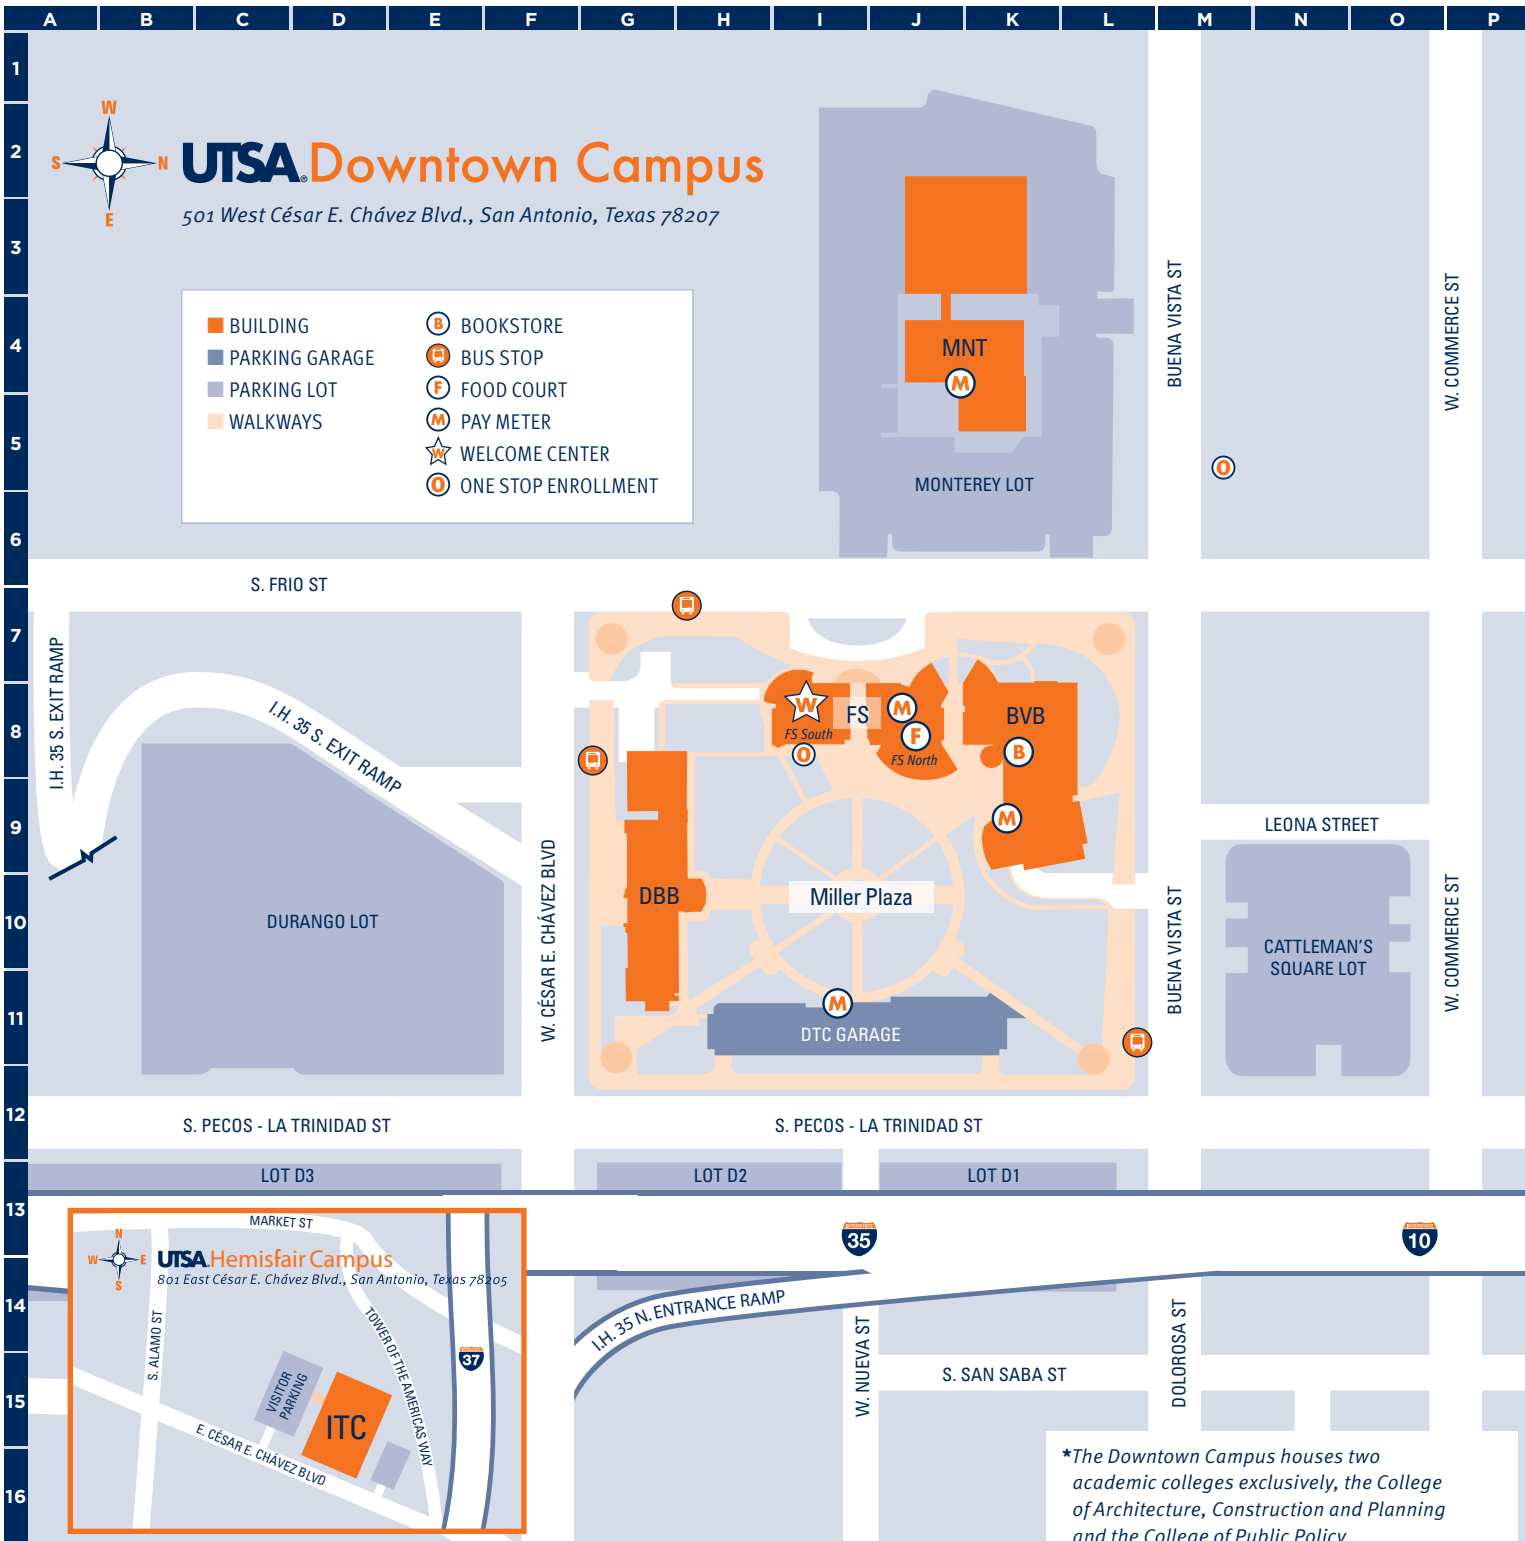 A B C D E F G H I J K L M N O P
1
2
3
4
5
6
7
8
9
10
11
12
13
14
15
16
W
S N
E
UTSA® Downtown Campus
501 West César E. Chávez Blvd., San Antonio, Texas 78207
BUILDING
PARKING GARAGE
PARKING LOT
WALKWAYS
B BOOKSTORE
BUS STOP
F FOOD COURT
M PAY METER
W WELCOME CENTER
O ONE STOP ENROLLMENT
MNT
M
MONTEREY LOT
BUENA VISTA ST
W. COMMERCE ST
O
S. FRIO ST
I.H. 35 S. EXIT RAMP
I.H. 35 S. EXIT RAMP
DURANGO LOT
W. CÉSAR E. CHÁVEZ BLVD
W
FS
FS South
O
M
F
FS North
BVB
B
M
DBB
Miller Plaza
M
DTC GARAGE
LEONA STREET
BUENA VISTA ST
CATTLEMAN'S
SQUARE LOT
W. COMMERCE ST
S. PECOS - LA TRINIDAD ST
S. PECOS - LA TRINIDAD ST
LOT D3
LOT D2
LOT D1
INTERSTATE
35
INTERSTATE
10
I.H. 35 N. ENTRANCE RAMP
W. NUEVA ST
S. SAN SABA ST
DOLOROSA ST
MARKET ST
N
W E
S
UTSA Hemisfair Campus
801 East César E. Chávez Blvd., San Antonio, Texas 78205
S. ALAMO ST
TOWER OF THE AMERICAS WAY
37
VISITOR
PARKING
ITC
E. CÉSAR E. CHÁVEZ BLVD
*The Downtown Campus houses two
academic colleges exclusively, the College
of Architecture, Construction and Planning
and the College of Public Policy